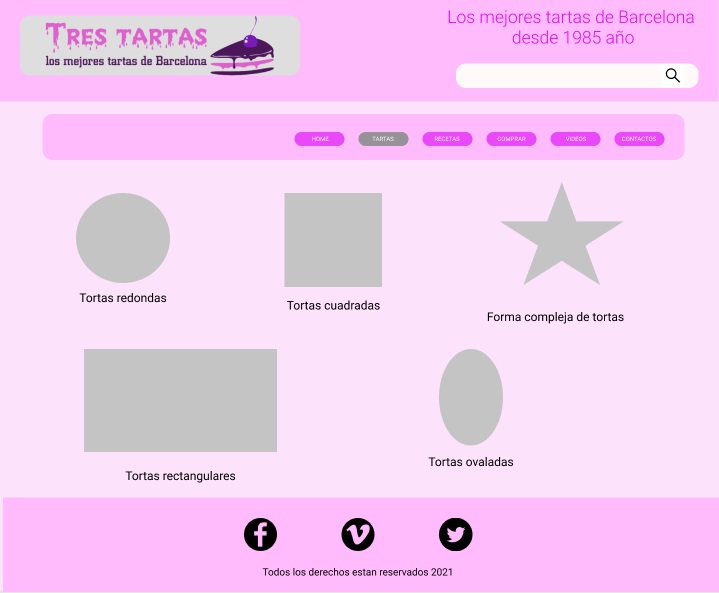 TRES TARTAS
los mejores tartas de Barcelona
Los mejores tartas de Barcelona
desde 1985 año
HOME TARTAS RECETAS COMPRAR VIDEOS CONTACTOS
Tortas redondas
Tortas cuadradas
Forma compleja de tortas
Tortas rectangulares
Tortas ovaladas
Todos los derechos estan reservados 2021